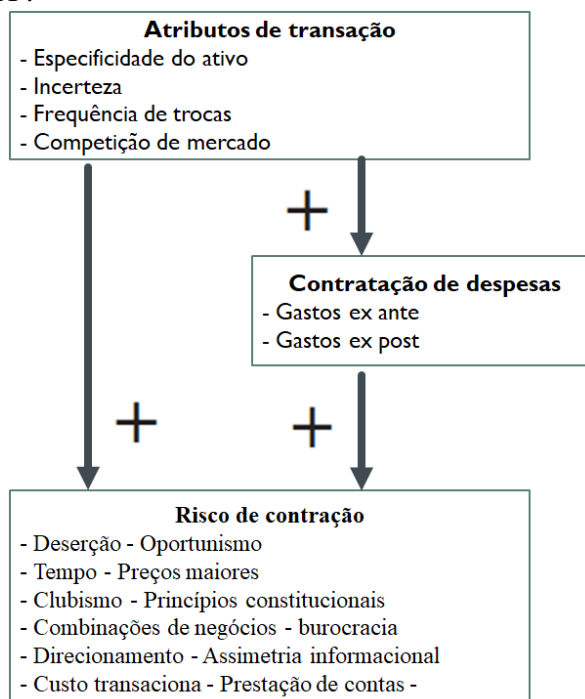 Atributos de transação
- Especificidade do ativo
- Incerteza
- Frequência de trocas
- Competição de mercado
+
Contratação de despesas
- Gastos ex ante
- Gastos ex post
+ +
Risco de contração
- Deserção - Oportunismo
- Tempo - Preços maiores
- Clubismo - Princípios constitucionais
- Combinações de negócios - burocracia
- Direcionamento - Assimetria informacional
- Custo transaciona - Prestação de contas -